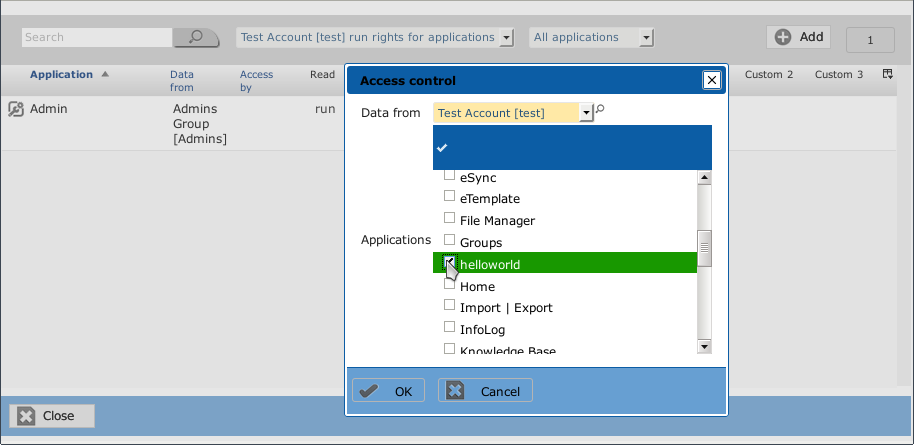 Search
Test Account [test] run rights for applications
All applications
Add
1
Application
Data from
Access by
Read
Custom 2
Custom 3
Admin
Admins Group [Admins]
run
Access control
Data from
Test Account [test]
Applications
eSync
eTemplate
File Manager
Groups
helloworld
Home
Import | Export
InfoLog
Knowledge Base
OK
Cancel
Close